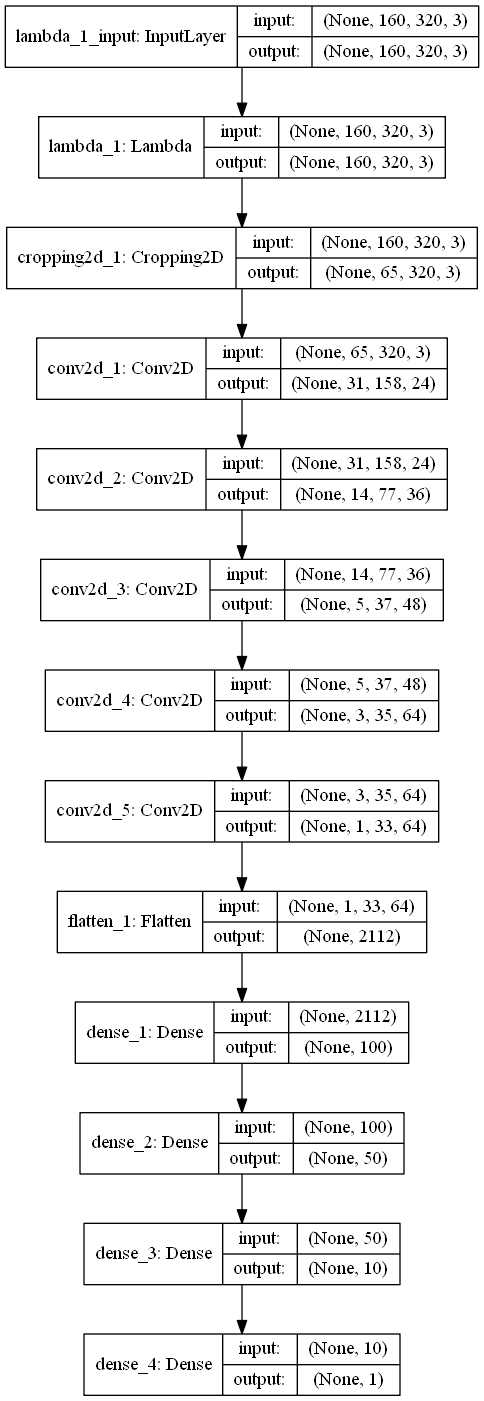 lambda_1_input: InputLayer
input: (None, 160, 320, 3)
output: (None, 160, 320, 3)
lambda_1: Lambda
input: (None, 160, 320, 3)
output: (None, 160, 320, 3)
cropping2d_1: Cropping2D
input: (None, 160, 320, 3)
output: (None, 65, 320, 3)
conv2d_1: Conv2D
input: (None, 65, 320, 3)
output: (None, 31, 158, 24)
conv2d_2: Conv2D
input: (None, 31, 158, 24)
output: (None, 14, 77, 36)
conv2d_3: Conv2D
input: (None, 14, 77, 36)
output: (None, 5, 37, 48)
conv2d_4: Conv2D
input: (None, 5, 37, 48)
output: (None, 3, 35, 64)
conv2d_5: Conv2D
input: (None, 3, 35, 64)
output: (None, 1, 33, 64)
flatten_1: Flatten
input: (None, 1, 33, 64)
output: (None, 2112)
dense_1: Dense
input: (None, 2112)
output: (None, 100)
dense_2: Dense
input: (None, 100)
output: (None, 50)
dense_3: Dense
input: (None, 50)
output: (None, 10)
dense_4: Dense
input: (None, 10)
output: (None, 1)